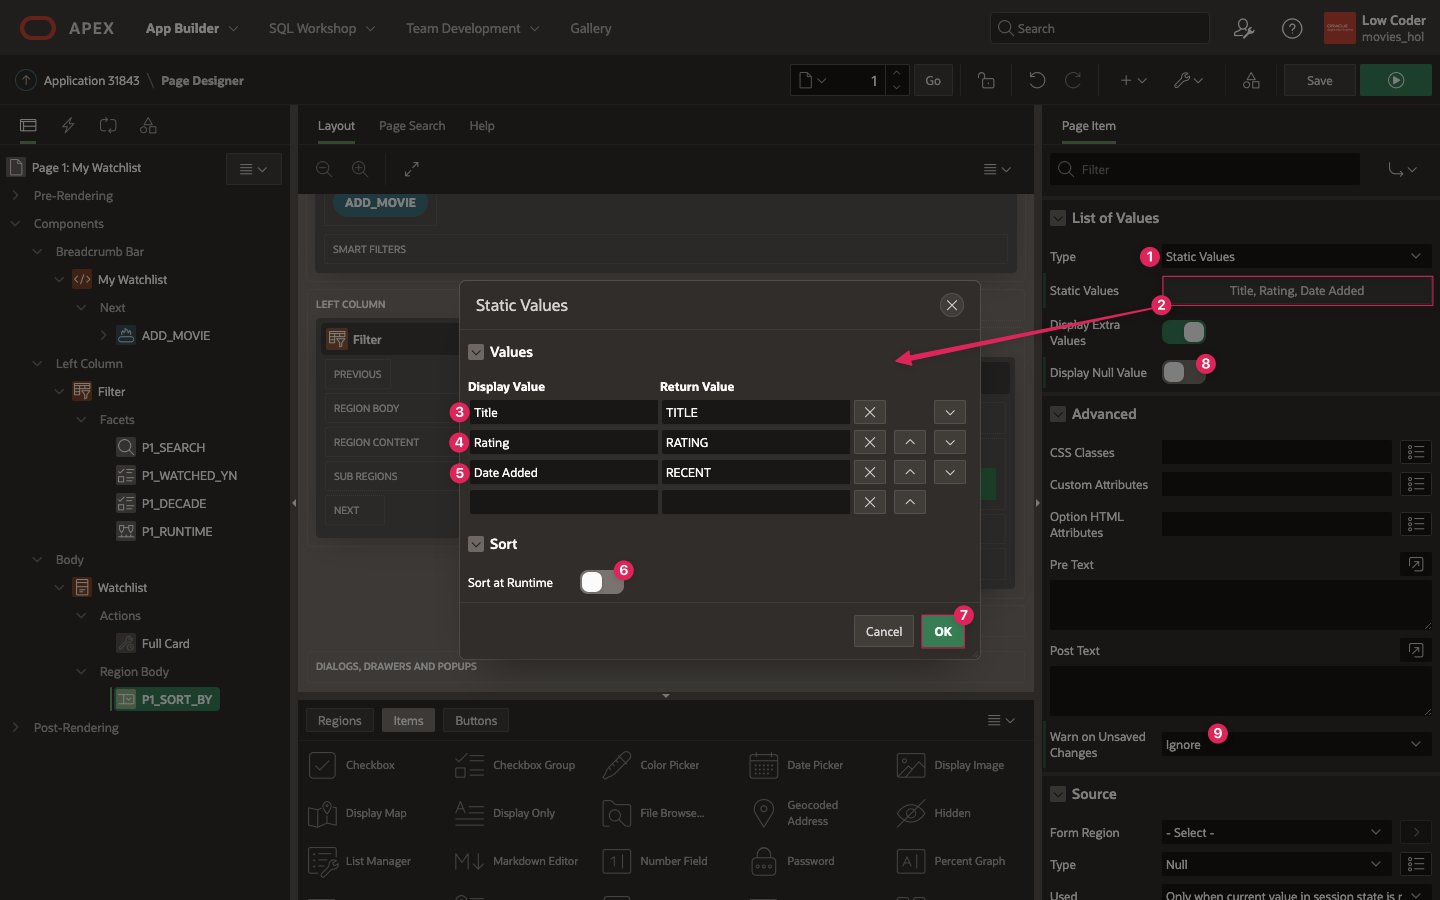 APEX
App Builder
SQL Workshop
Team Development
Gallery
Search
Low Coder
movies_hol
Application 31843 \ Page Designer
1
Go
Save
Layout
Page Search
Help
Page Item
Page 1: My Watchlist
Pre-Rendering
Components
Breadcrumb Bar
My Watchlist
Next
ADD_MOVIE
Left Column
Filter
Facets
P1_SEARCH
P1_WATCHED_YN
P1_DECADE
P1_RUNTIME
Body
Watchlist
Actions
Full Card
Region Body
P1_SORT_BY
Post-Rendering
ADD_MOVIE
SMART FILTERS
LEFT COLUMN
Filter
PREVIOUS
REGION BODY
REGION CONTENT
SUB REGIONS
NEXT
DIALOGS, DRAWERS AND POPUPS
Static Values
Values
Display Value
Return Value
3 Title TITLE
4 Rating RATING
5 Date Added RECENT
Sort
Sort at Runtime
6
Cancel
OK
7
Regions
Items
Buttons
Checkbox
Checkbox Group
Color Picker
Date Picker
Display Image
Display Map
Display Only
File Browse...
Geocoded
Address
Hidden
List Manager
Markdown Editor
Number Field
Password
Percent Graph
Filter
List of Values
Type
1 Static Values
Static Values
Title, Rating, Date Added
2
Display Extra
Values
Display Null Value
8
Advanced
CSS Classes
Custom Attributes
Option HTML
Attributes
Pre Text
Post Text
Warn on Unsaved
Changes
Ignore
9
Source
Form Region
- Select -
Type
Null
Used
Only when current value in session state is r